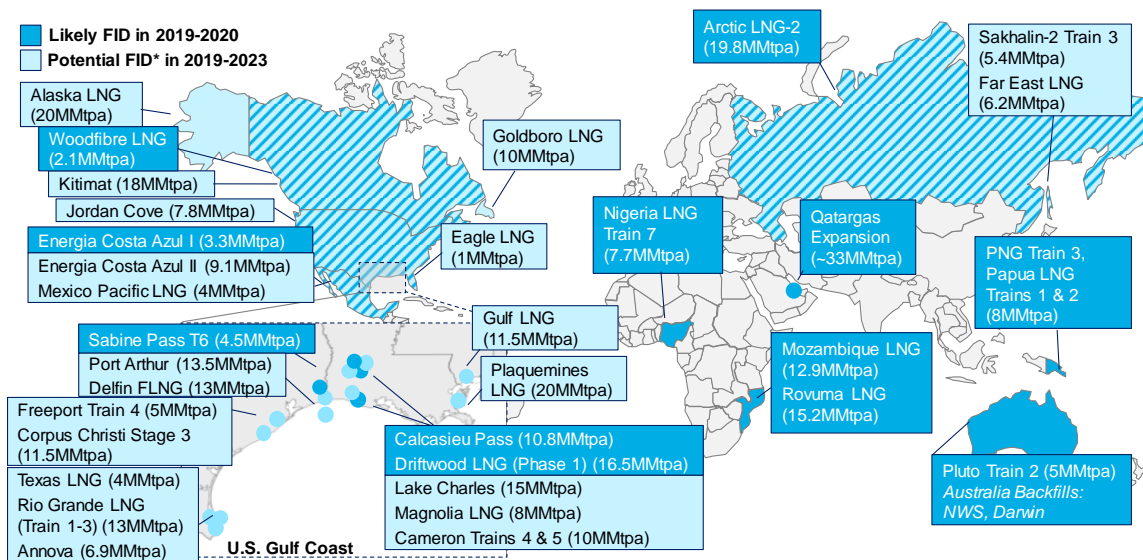 Likely FID in 2019-2020
Potential FID* in 2019-2023
Alaska LNG
(20MMtpa)
Woodfibre LNG
(2.1MMtpa)
Kitimat (18MMtpa)
Jordan Cove (7.8MMtpa)
Energia Costa Azul I (3.3MMtpa)
Energia Costa Azul II (9.1MMtpa)
Mexico Pacific LNG (4MMtpa)
Goldboro LNG
(10MMtpa)
Eagle LNG
(1MMtpa)
Sabine Pass T6 (4.5MMtpa)
Port Arthur (13.5MMtpa)
Delfin FLNG (13MMtpa)
Freeport Train 4 (5MMtpa)
Corpus Christi Stage 3
(11.5MMtpa)
Texas LNG (4MMtpa)
Rio Grande LNG
(Train 1-3) (13MMtpa)
Annova (6.9MMtpa)
U.S. Gulf Coast
Gulf LNG
(11.5MMtpa)
Plaquemines
LNG (20MMtpa)
Calcasieu Pass (10.8MMtpa)
Driftwood LNG (Phase 1) (16.5MMtpa)
Lake Charles (15MMtpa)
Magnolia LNG (8MMtpa)
Cameron Trains 4 & 5 (10MMtpa)
Arctic LNG-2
(19.8MMtpa)
Sakhalin-2 Train 3
(5.4MMtpa)
Far East LNG
(6.2MMtpa)
Nigeria LNG
Train 7
(7.7MMtpa)
Qatargas
Expansion
(~33MMtpa)
PNG Train 3,
Papua LNG
Trains 1 & 2
(8MMtpa)
Mozambique LNG
(12.9MMtpa)
Rovuma LNG
(15.2MMtpa)
Pluto Train 2 (5MMtpa)
Australia Backfills:
NWS, Darwin